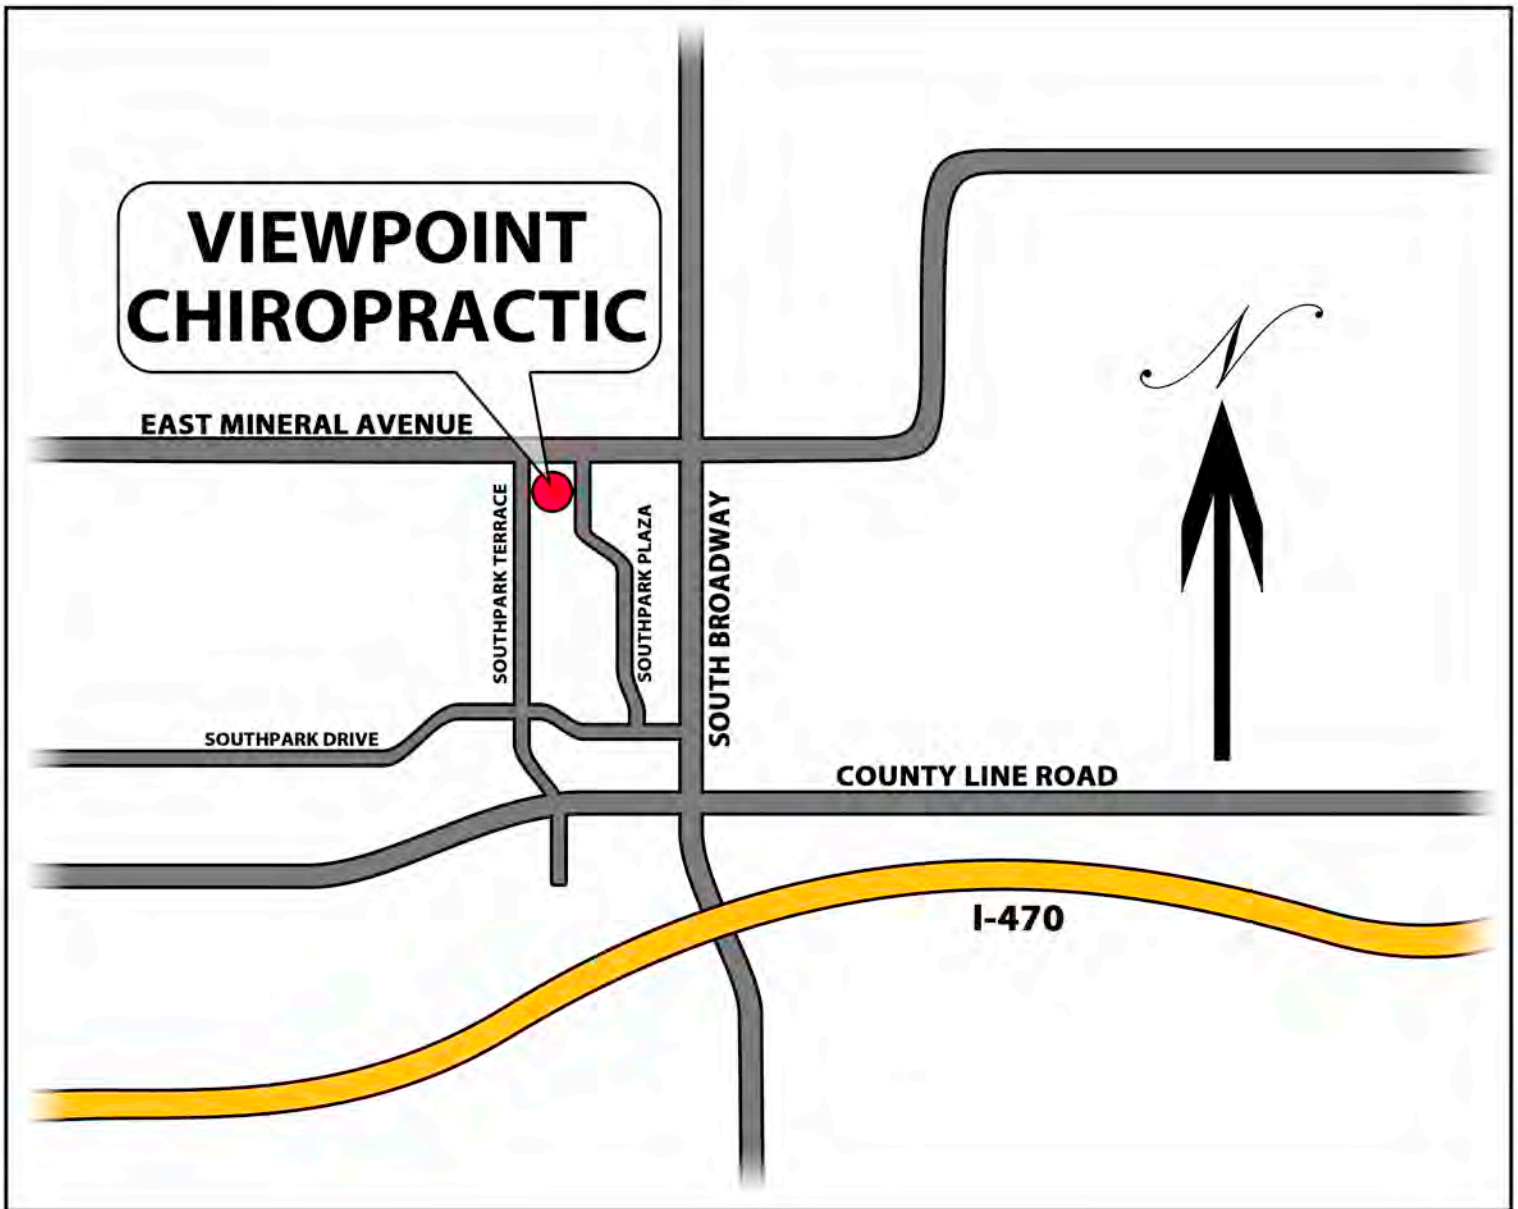 VIEWPOINT
CHIROPRACTIC
N
EAST MINERAL AVENUE
SOUTHPARK TERRACE
SOUTHPARK PLAZA
SOUTH BROADWAY
SOUTHPARK DRIVE
COUNTY LINE ROAD
I-470